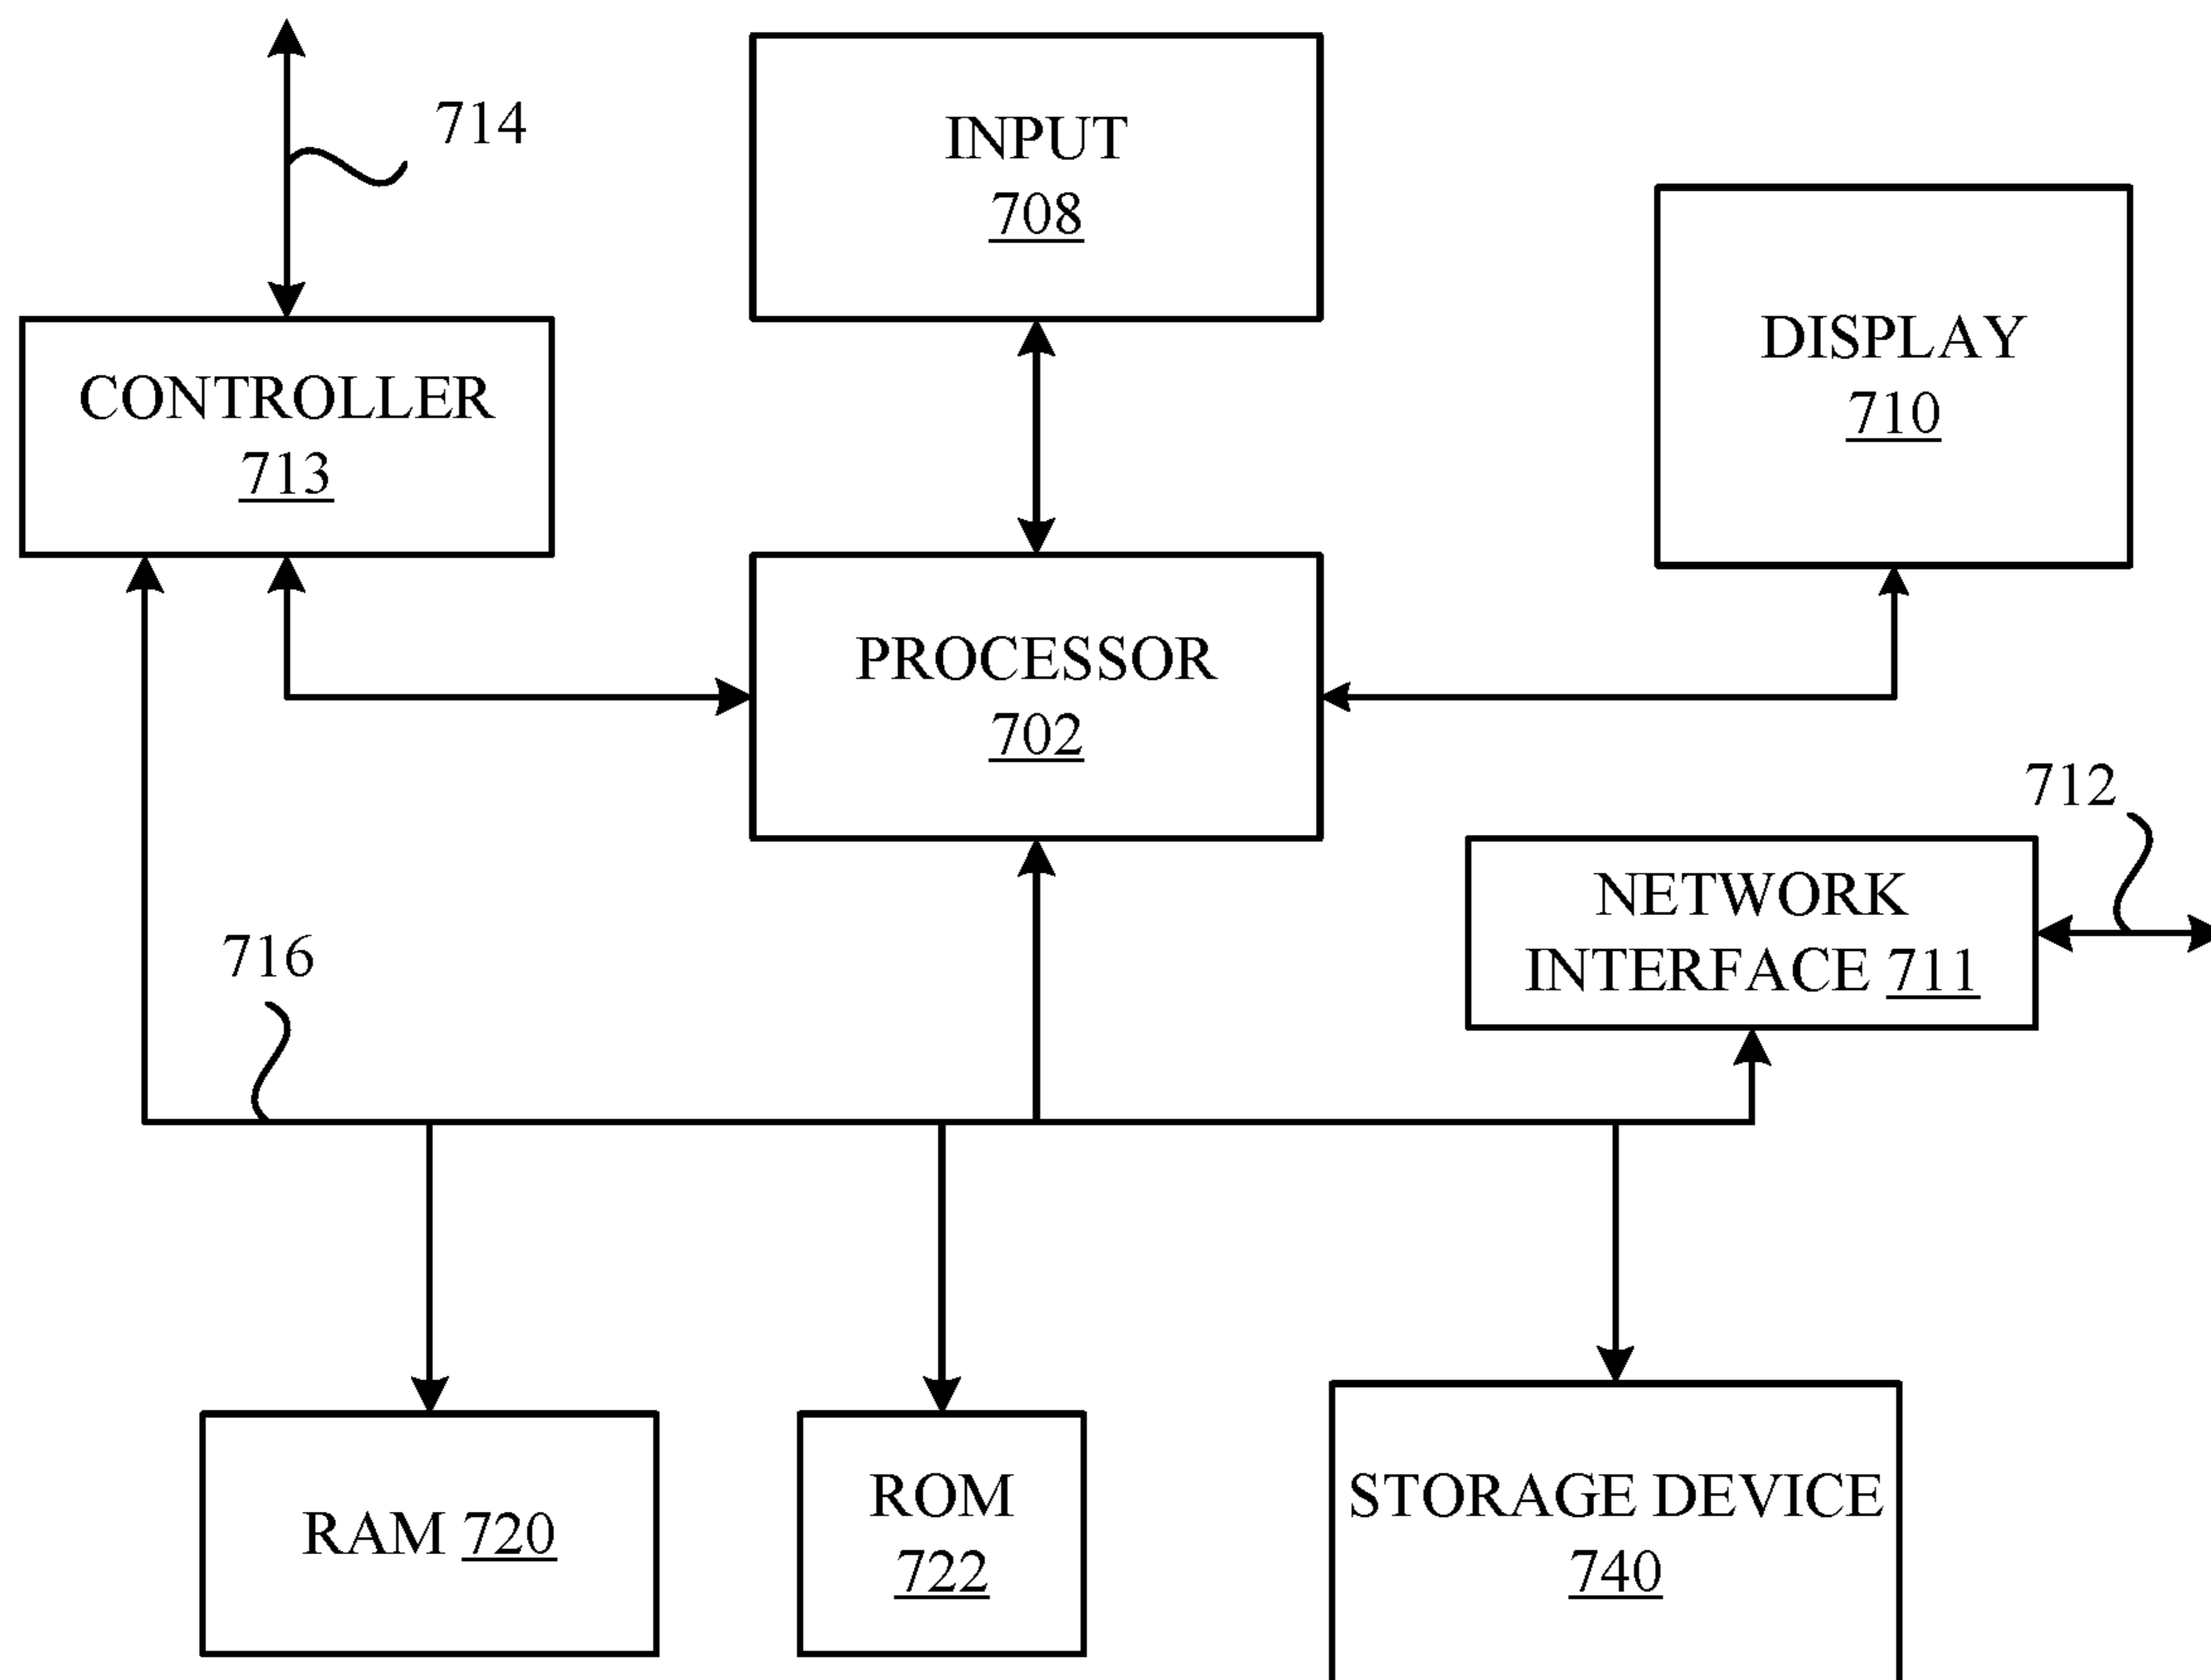 714
INPUT
708
DISPLAY
710
CONTROLLER
713
PROCESSOR
702
712
NETWORK
INTERFACE 711
716
RAM 720
ROM
722
STORAGE DEVICE
740